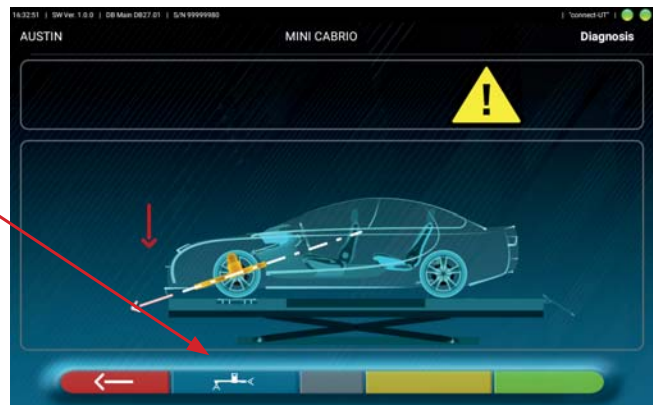 16:32:51 | SW Ver. 1.0.0 | DB Main DB27.01 | S/N 99999980 | "connect-UT" |
AUSTIN MINI CABRIO Diagnosis